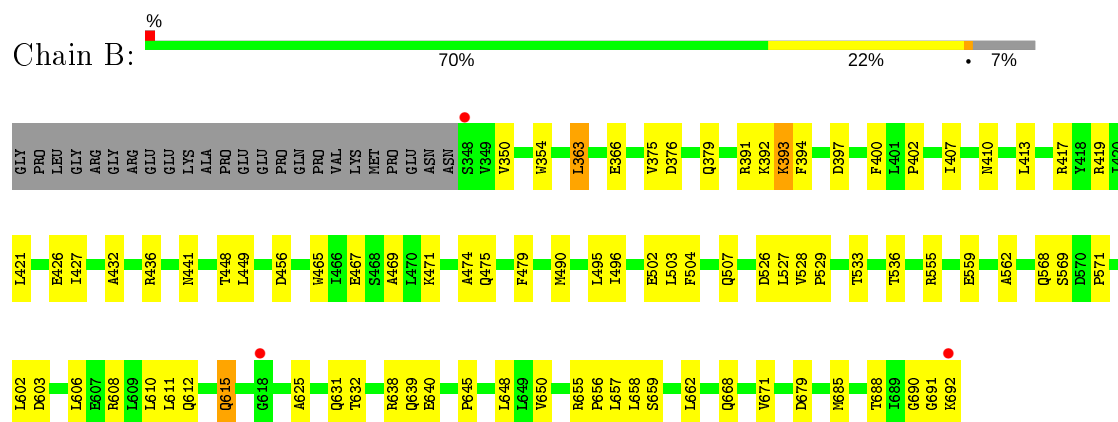 %
Chain B:
70% 22% • 7%
GLY PRO LEU GLY ARG GLY ARG GLU GLU LYS ALA PRO GLU GLU PRO GLN PRO VAL LYS MET PRO GLU ASN ASN S348 V349 V350 W354 L363 E366 V375 D376 Q379 R391 K392 K393 F394 D397 F400 L401 P402 I407 N410 L413 R417 Y418 R419
L421 E426 I427 A432 R436 N441 T448 L449 D456 W465 I466 E467 S468 A469 L470 K471 A474 Q475 F479 M490 L495 I496 E502 L503 F504 Q507 D526 L527 V528 P529 T533 T536 R555 E559 A562 Q568 S569 D570 P571
L602 D603 L606 E607 R608 L609 L610 L611 Q612 Q615 G618 A625 Q631 T632 R638 Q639 E640 P645 L648 L649 V650 R655 P656 L657 L658 S659 L662 Q668 V671 D679 M685 T688 I689 G690 G691 K692